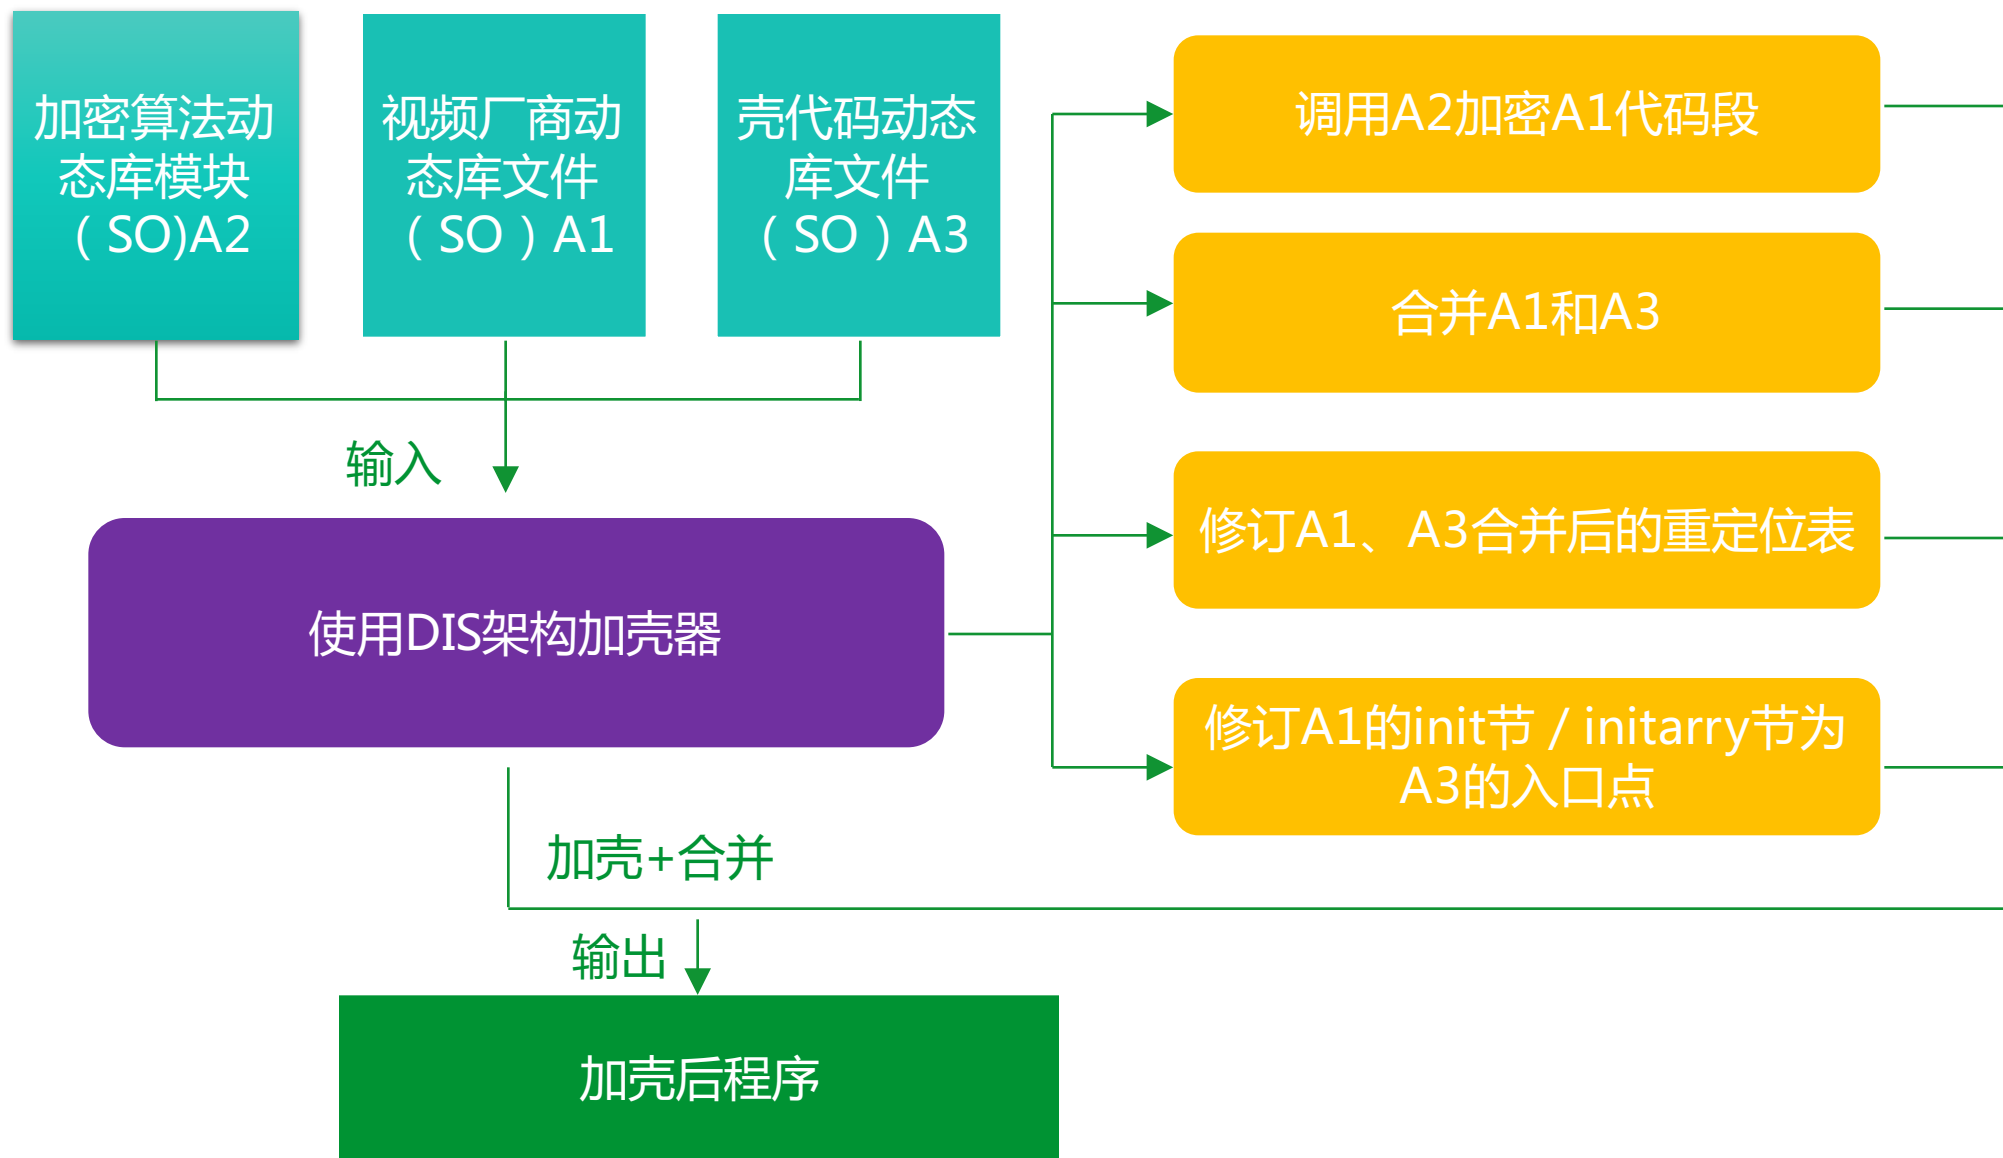 加密算法动
态库模块
（SO)A2
视频厂商动
态库文件
（SO）A1
壳代码动态
库文件
（SO）A3
输入
使用DIS架构加壳器
调用A2加密A1代码段
合并A1和A3
修订A1、A3合并后的重定位表
修订A1的init节 / initarry节为
A3的入口点
加壳+合并
输出
加壳后程序